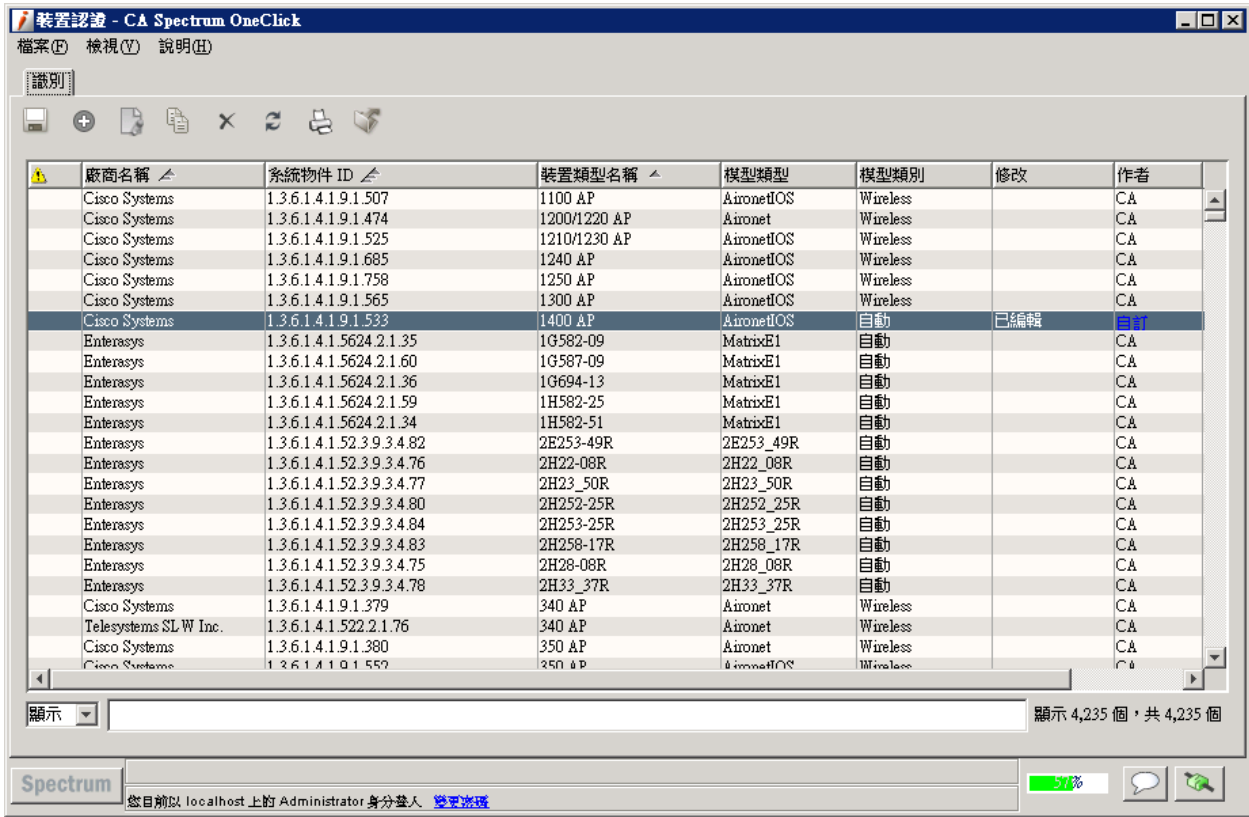 裝置認證 - CA Spectrum OneClick
檔案(F) 檢視(V) 說明(H)
識別
廠商名稱 系統物件 ID 裝置類型名稱 模型類型 模型類別 修改 作者
Cisco Systems 1.3.6.1.4.1.9.1.507 1100 AP AironetIOS Wireless CA
Cisco Systems 1.3.6.1.4.1.9.1.474 1200/1220 AP Aironet Wireless CA
Cisco Systems 1.3.6.1.4.1.9.1.525 1210/1230 AP AironetIOS Wireless CA
Cisco Systems 1.3.6.1.4.1.9.1.685 1240 AP AironetIOS Wireless CA
Cisco Systems 1.3.6.1.4.1.9.1.758 1250 AP AironetIOS Wireless CA
Cisco Systems 1.3.6.1.4.1.9.1.565 1300 AP AironetIOS Wireless CA
Cisco Systems 1.3.6.1.4.1.9.1.533 1400 AP AironetIOS 自動 已編輯 自訂
Enterasys 1.3.6.1.4.1.5624.2.1.35 1G582-09 MatrixE1 自動 CA
Enterasys 1.3.6.1.4.1.5624.2.1.60 1G587-09 MatrixE1 自動 CA
Enterasys 1.3.6.1.4.1.5624.2.1.36 1G694-13 MatrixE1 自動 CA
Enterasys 1.3.6.1.4.1.5624.2.1.59 1H582-25 MatrixE1 自動 CA
Enterasys 1.3.6.1.4.1.5624.2.1.34 1H582-51 MatrixE1 自動 CA
Enterasys 1.3.6.1.4.1.52.3.9.3.4.82 2E253-49R 2E253_49R 自動 CA
Enterasys 1.3.6.1.4.1.52.3.9.3.4.76 2H22-08R 2H22_08R 自動 CA
Enterasys 1.3.6.1.4.1.52.3.9.3.4.77 2H23_50R 2H23_50R 自動 CA
Enterasys 1.3.6.1.4.1.52.3.9.3.4.80 2H252-25R 2H252_25R 自動 CA
Enterasys 1.3.6.1.4.1.52.3.9.3.4.84 2H253-25R 2H253_25R 自動 CA
Enterasys 1.3.6.1.4.1.52.3.9.3.4.83 2H258-17R 2H258_17R 自動 CA
Enterasys 1.3.6.1.4.1.52.3.9.3.4.75 2H28-08R 2H28_08R 自動 CA
Enterasys 1.3.6.1.4.1.52.3.9.3.4.78 2H33_37R 2H33_37R 自動 CA
Cisco Systems 1.3.6.1.4.1.9.1.379 340 AP Aironet Wireless CA
Telesystems SLW Inc. 1.3.6.1.4.1.522.2.1.76 340 AP Aironet Wireless CA
Cisco Systems 1.3.6.1.4.1.9.1.380 350 AP Aironet Wireless CA
Cisco Systems 1.3.6.1.4.1.9.1.552 350 AP AironetIOS Wireless CA
顯示 顯示 4,235 個，共 4,235 個
Spectrum 57%
您目前以 localhost 上的 Administrator 身分登入 變更密碼